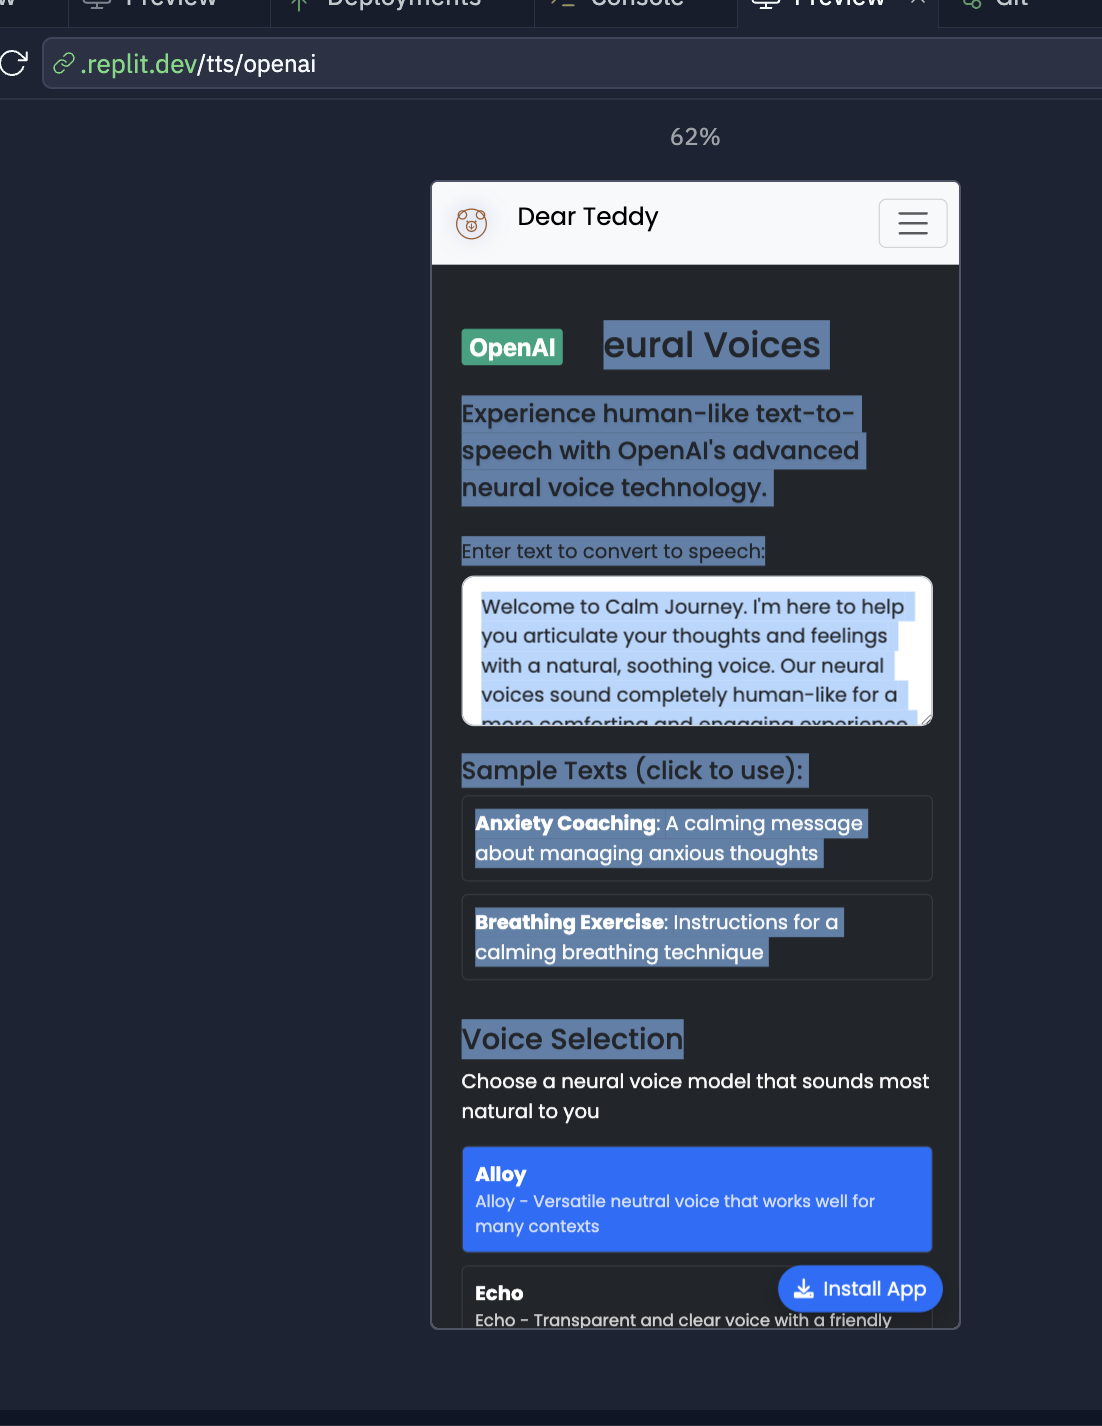 Preview
Deployments
Console
Preview
Git
.replit.dev/tts/openai
62%
Dear Teddy
OpenAI eural Voices
Experience human-like text-to-
speech with OpenAI's advanced
neural voice technology.
Enter text to convert to speech:
Welcome to Calm Journey. I'm here to help
you articulate your thoughts and feelings
with a natural, soothing voice. Our neural
voices sound completely human-like for a
more comforting and engaging experience
Sample Texts (click to use):
Anxiety Coaching: A calming message
about managing anxious thoughts
Breathing Exercise: Instructions for a
calming breathing technique
Voice Selection
Choose a neural voice model that sounds most
natural to you
Alloy
Alloy - Versatile neutral voice that works well for
many contexts
Echo
Install App
Echo - Transparent and clear voice with a friendly